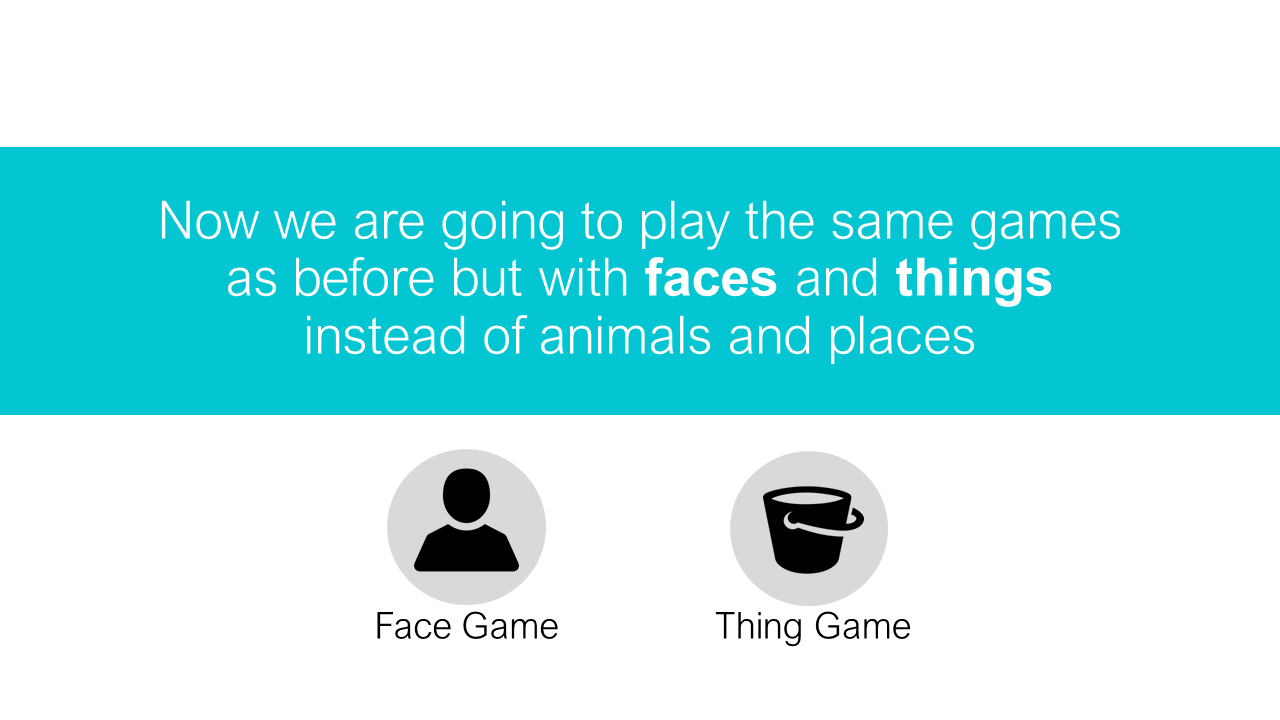 Now we are going to play the same games
as before but with faces and things
instead of animals and places
Face Game
Thing Game